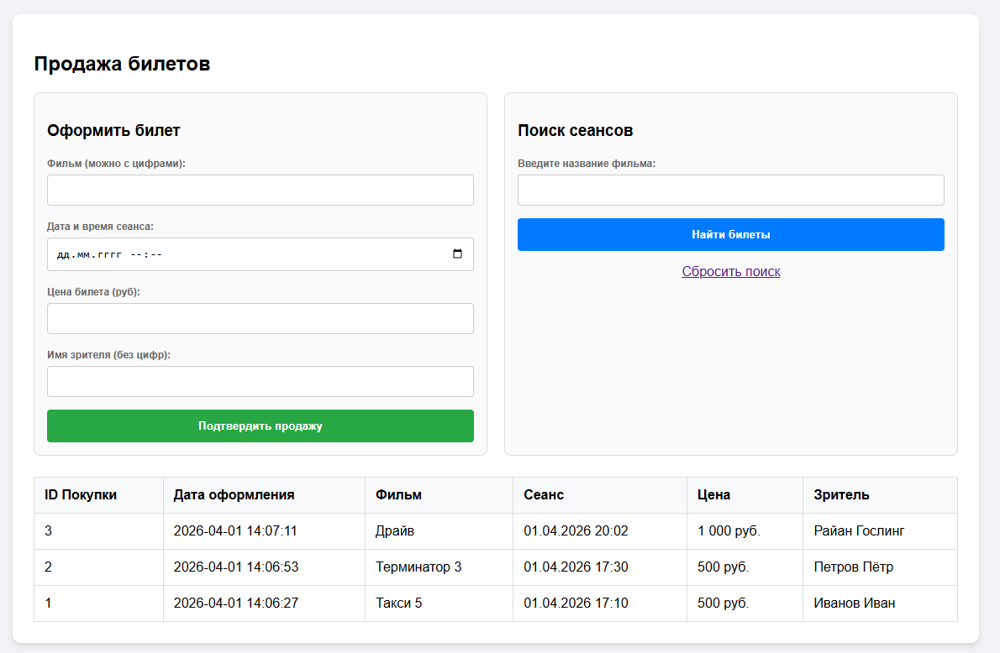 Продажа билетов
Оформить билет
Фильм (можно с цифрами):
Дата и время сеанса:
дд.мм.гггг --:--
Цена билета (руб):
Имя зрителя (без цифр):
Подтвердить продажу
Поиск сеансов
Введите название фильма:
Найти билеты
Сбросить поиск
ID Покупки Дата оформления Фильм Сеанс Цена Зритель
3 2026-04-01 14:07:11 Драйв 01.04.2026 20:02 1 000 руб. Райан Гослинг
2 2026-04-01 14:06:53 Терминатор 3 01.04.2026 17:30 500 руб. Петров Пётр
1 2026-04-01 14:06:27 Такси 5 01.04.2026 17:10 500 руб. Иванов Иван